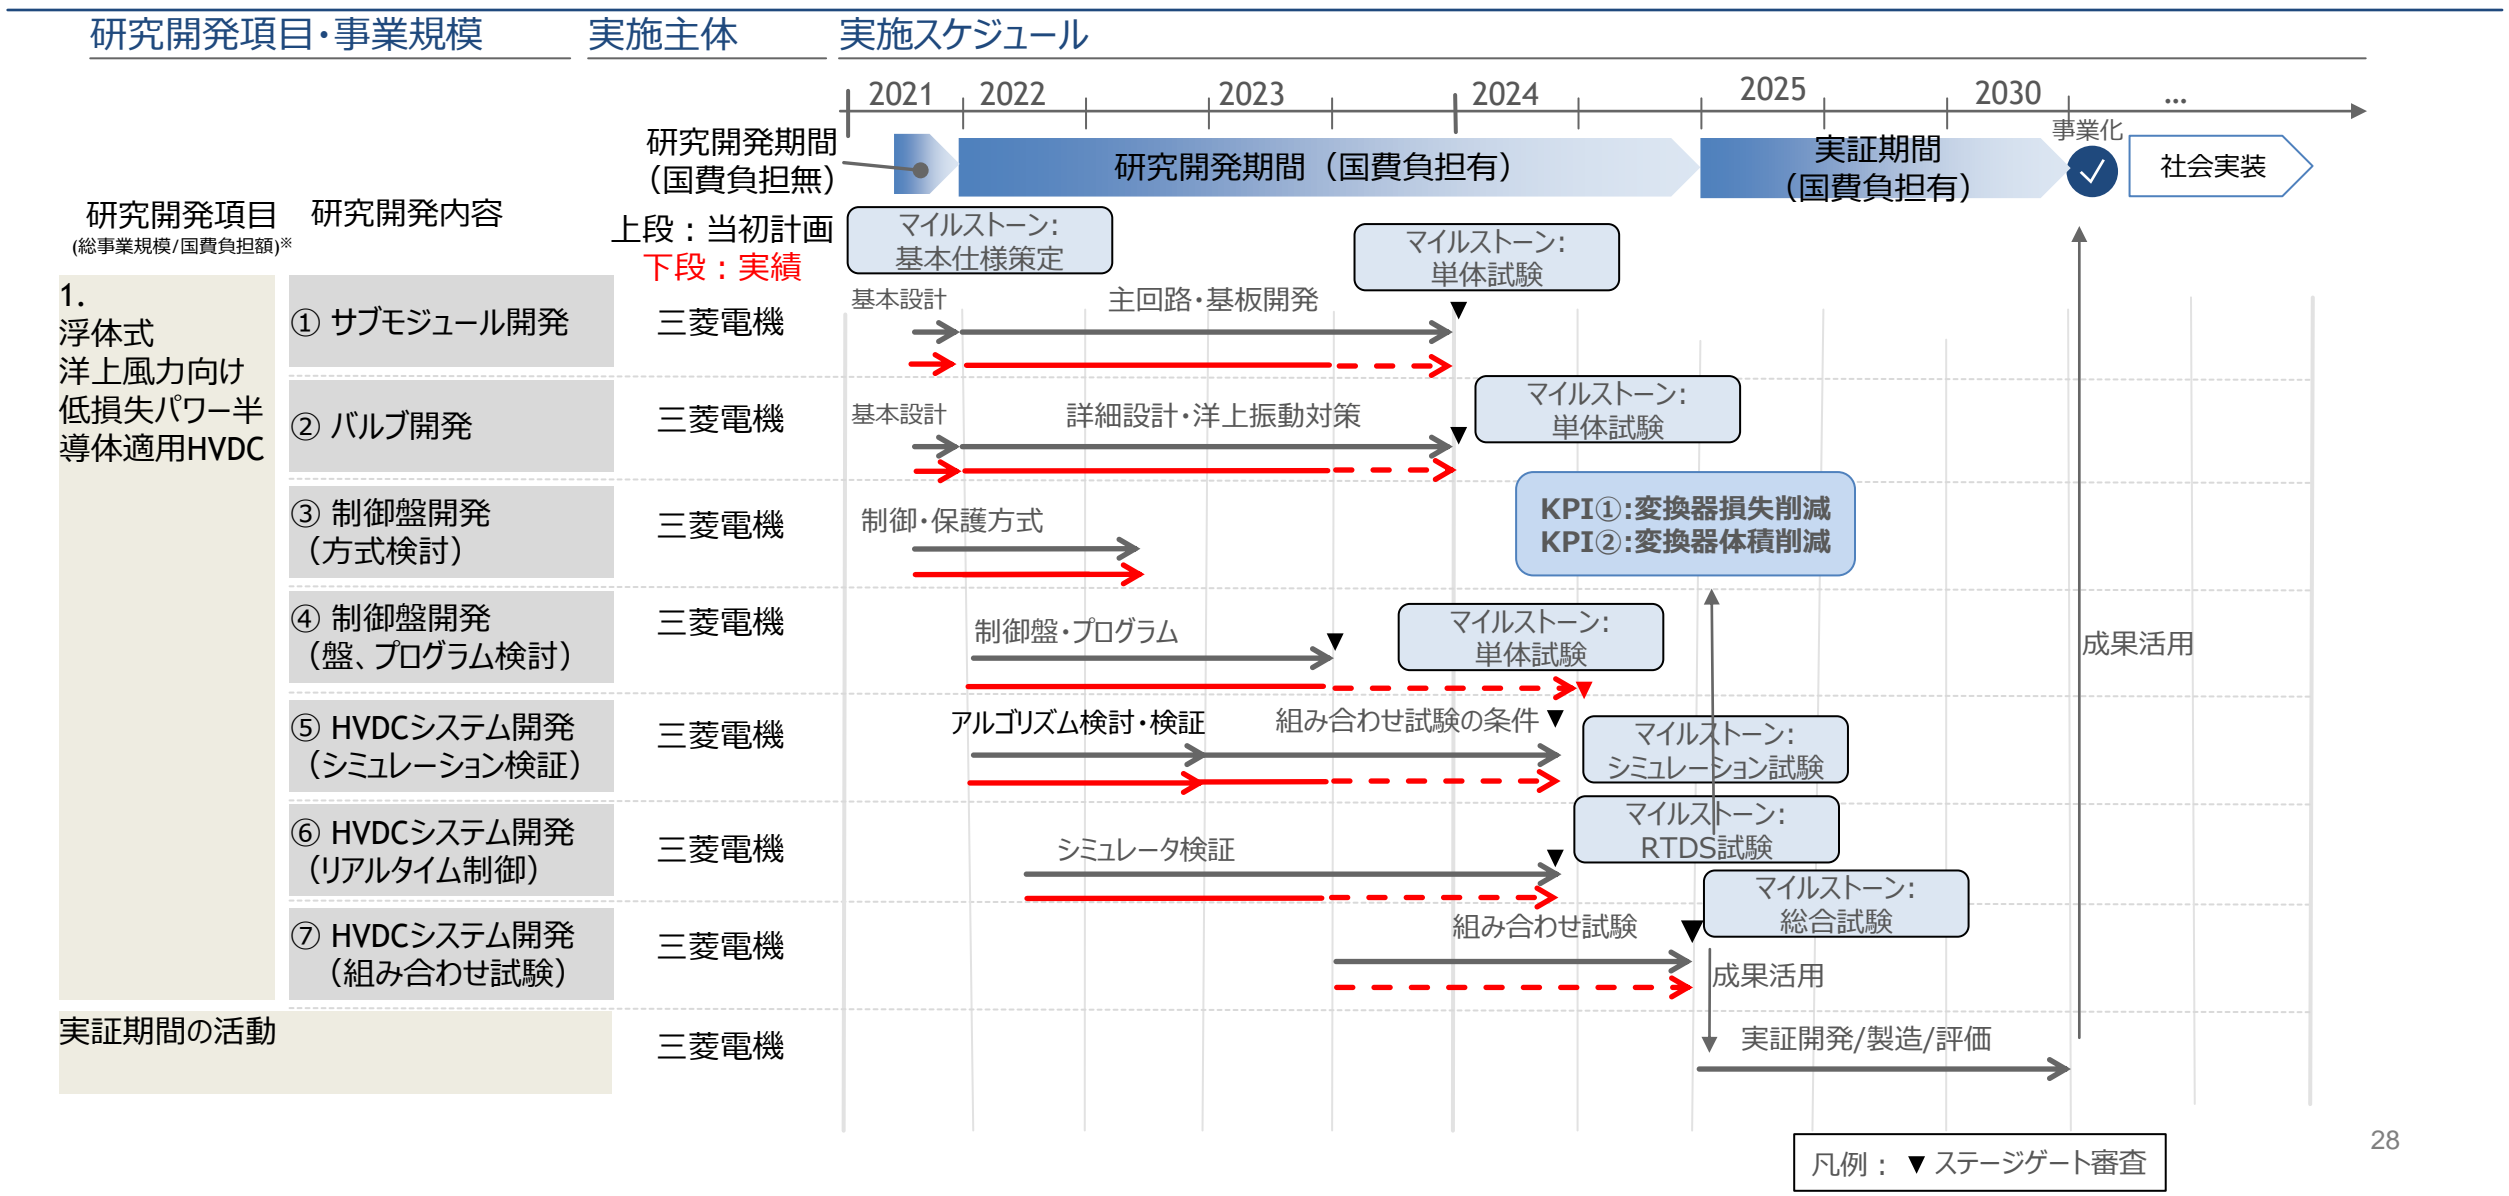 研究開発項目・事業規模
実施主体
実施スケジュール
2021
2022
2023
2024
2025
2030
…
研究開発期間
（国費負担無）
研究開発期間（国費負担有）
実証期間
（国費負担有）
事業化
社会実装
研究開発項目
(総事業規模/国費負担額)※
研究開発内容
上段：当初計画
下段：実績
マイルストーン:
基本仕様策定
マイルストーン:
単体試験
1.
浮体式
洋上風力向け
低損失パワー半
導体適用HVDC
① サブモジュール開発
三菱電機
基本設計
主回路・基板開発
② バルブ開発
三菱電機
基本設計
詳細設計・洋上振動対策
マイルストーン:
単体試験
③ 制御盤開発
（方式検討）
三菱電機
制御・保護方式
KPI①:変換器損失削減
KPI②:変換器体積削減
④ 制御盤開発
（盤、プログラム検討）
三菱電機
制御盤・プログラム
マイルストーン:
単体試験
成果活用
⑤ HVDCシステム開発
（シミュレーション検証）
三菱電機
アルゴリズム検討・検証
組み合わせ試験の条件
マイルストーン:
シミュレーション試験
⑥ HVDCシステム開発
（リアルタイム制御）
三菱電機
シミュレータ検証
マイルストーン:
RTDS試験
⑦ HVDCシステム開発
（組み合わせ試験）
三菱電機
組み合わせ試験
マイルストーン:
総合試験
成果活用
実証期間の活動
三菱電機
実証開発/製造/評価
凡例： ▼ ステージゲート審査
28